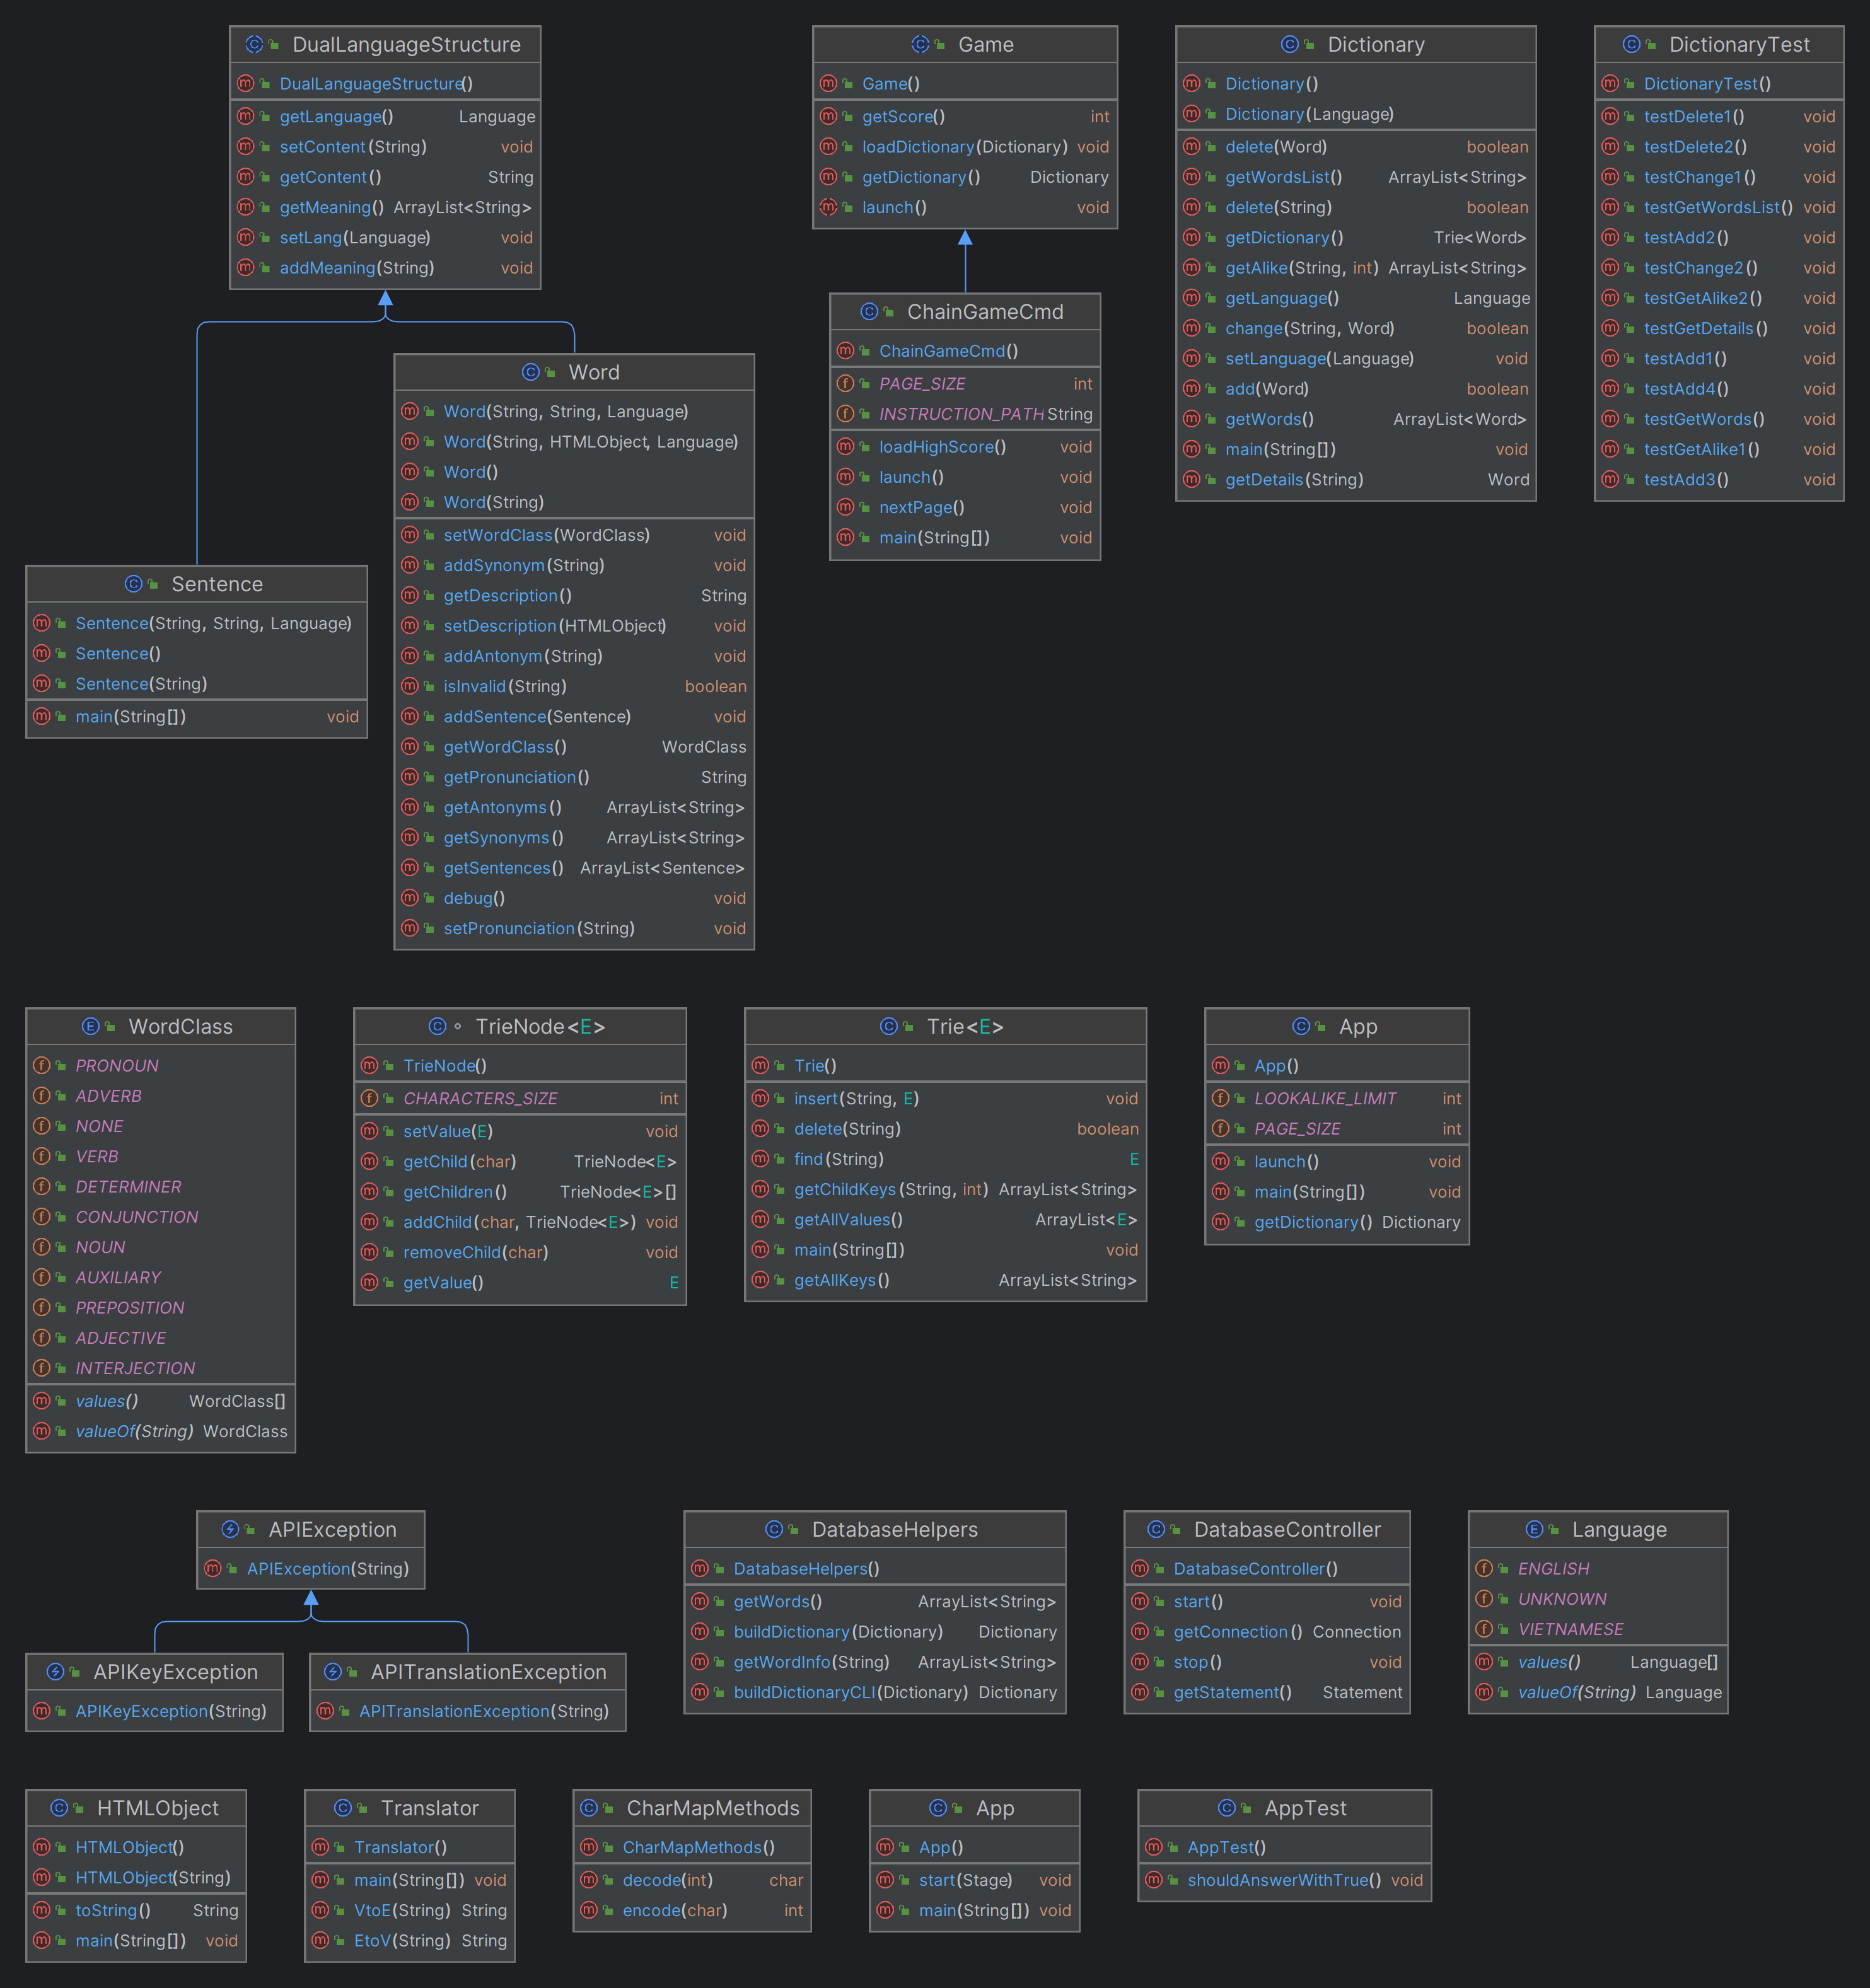 DualLanguageStructure
DualLanguageStructure()
getLanguage() Language
setContent(String) void
getContent() String
getMeaning() ArrayList<String>
setLang(Language) void
addMeaning(String) void
Game
Game()
getScore() int
loadDictionary(Dictionary) void
getDictionary() Dictionary
launch() void
Dictionary
Dictionary()
Dictionary(Language)
delete(Word) boolean
getWordsList() ArrayList<String>
delete(String) boolean
getDictionary() Trie<Word>
getAlike(String, int) ArrayList<String>
getLanguage() Language
change(String, Word) boolean
setLanguage(Language) void
add(Word) boolean
getWords() ArrayList<Word>
main(String[]) void
getDetails(String) Word
DictionaryTest
DictionaryTest()
testDelete1() void
testDelete2() void
testChange1() void
testGetWordsList() void
testAdd2() void
testChange2() void
testGetAlike2() void
testGetDetails() void
testAdd1() void
testAdd4() void
testGetWords() void
testGetAlike1() void
testAdd3() void
ChainGameCmd
ChainGameCmd()
PAGE_SIZE int
INSTRUCTION_PATH String
loadHighScore() void
launch() void
nextPage() void
main(String[]) void
Word
Word(String, String, Language)
Word(String, HTMLObject, Language)
Word()
Word(String)
setWordClass(WordClass) void
addSynonym(String) void
getDescription() String
setDescription(HTMLObject) void
addAntonym(String) void
isInvalid(String) boolean
addSentence(Sentence) void
getWordClass() WordClass
getPronunciation() String
getAntonyms() ArrayList<String>
getSynonyms() ArrayList<String>
getSentences() ArrayList<Sentence>
debug() void
setPronunciation(String) void
Sentence
Sentence(String, String, Language)
Sentence()
Sentence(String)
main(String[]) void
WordClass
PRONOUN
ADVERB
NONE
VERB
DETERMINER
CONJUNCTION
NOUN
AUXILIARY
PREPOSITION
ADJECTIVE
INTERJECTION
values() WordClass[]
valueOf(String) WordClass
TrieNode<E>
TrieNode()
CHARACTERS_SIZE int
setValue(E) void
getChild(char) TrieNode<E>
getChildren() TrieNode<E>[]
addChild(char, TrieNode<E>) void
removeChild(char) void
getValue() E
Trie<E>
Trie()
insert(String, E) void
delete(String) boolean
find(String) E
getChildKeys(String, int) ArrayList<String>
getAllValues() ArrayList<E>
main(String[]) void
getAllKeys() ArrayList<String>
App
App()
LOOKALIKE_LIMIT int
PAGE_SIZE int
launch() void
main(String[]) void
getDictionary() Dictionary
APIException
APIException(String)
APIKeyException
APIKeyException(String)
APITranslationException
APITranslationException(String)
DatabaseHelpers
DatabaseHelpers()
getWords() ArrayList<String>
buildDictionary(Dictionary) Dictionary
getWordInfo(String) ArrayList<String>
buildDictionaryCLI(Dictionary) Dictionary
DatabaseController
DatabaseController()
start() void
getConnection() Connection
stop() void
getStatement() Statement
Language
ENGLISH
UNKNOWN
VIETNAMESE
values() Language[]
valueOf(String) Language
HTMLObject
HTMLObject()
HTMLObject(String)
toString() String
main(String[]) void
Translator
Translator()
main(String[]) void
VtoE(String) String
EtoV(String) String
CharMapMethods
CharMapMethods()
decode(int) char
encode(char) int
App
App()
start(Stage) void
main(String[]) void
AppTest
AppTest()
shouldAnswerWithTrue() void